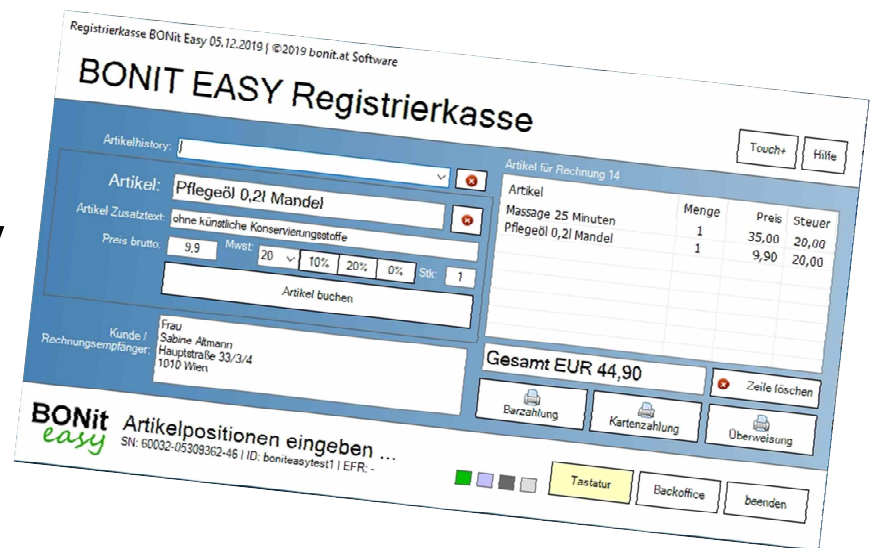 Registrierkasse BONit Easy 05.12.2019 | ©2019 bonit.at Software
BONIT EASY Registrierkasse
Touch+ Hilfe
Artikelhistory:
Artikel: Pflegeöl 0,2l Mandel
Artikel Zusatztext: ohne künstliche Konservierungsstoffe
Preis brutto: 9,9 Mwst: 20 10% 20% 0% Stk: 1
Artikel buchen
Kunde / Rechnungsempfänger:
Frau
Sabine Altmann
Hauptstraße 33/3/4
1010 Wien
Artikel für Rechnung 14
Artikel Menge Preis Steuer
Massage 25 Minuten 1 35,00 20,00
Pflegeöl 0,2l Mandel 1 9,90 20,00
Gesamt EUR 44,90
Zeile löschen
Barzahlung Kartenzahlung Überweisung
BONit
easy
Artikelpositionen eingeben ...
SN: 60032-05309362-46 | ID: boniteasytest1 | EFR: -
Tastatur Backoffice beenden